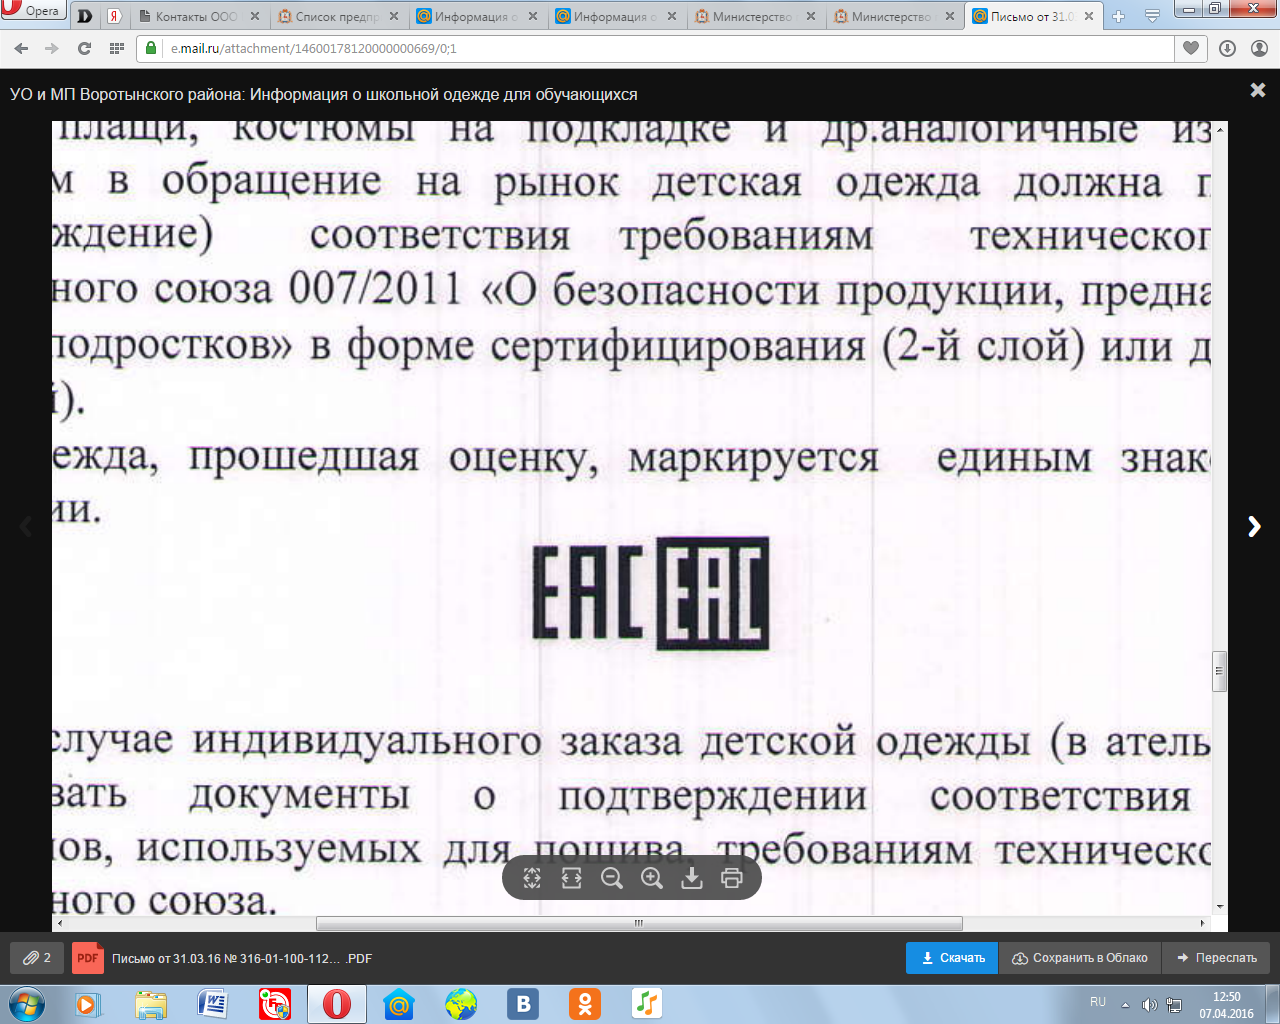 Opera
Контакты ООО
Список предпр
Информация о
Информация о
Министерство
Министерство
Письмо от 31.0
e.mail.ru/attachment/14600178120000000669/0;1
УО и МП Воротынского района: Информация о школьной одежде для обучающихся
плащи, костюмы на подкладке и др.аналогичные из
м в обращение на рынок детская одежда должна п
ждение) соответствия требованиям техническог
ного союза 007/2011 «О безопасности продукции, предна
подростков» в форме сертифицирования (2-й слой) или д
й).
ежда, прошедшая оценку, маркируется единым знак
ии.
EAC EAC
случае индивидуального заказа детской одежды (в атель
вать документы о подтверждении соответствия
лов, используемых для пошива, требованиям техническо
ного союза.
2
PDF
Письмо от 31.03.16 № 316-01-100-112... .PDF
Скачать
Сохранить в Облако
Переслать
RU
12:50
07.04.2016